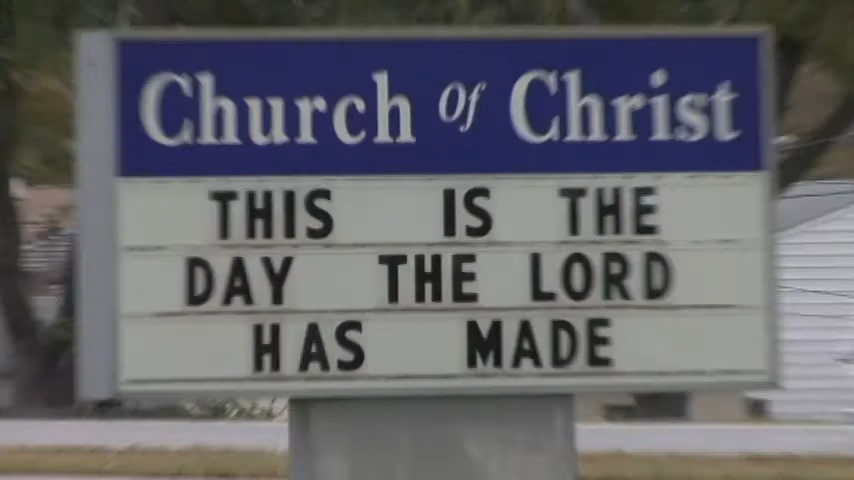 Church Of Christ
THIS IS THE
DAY THE LORD
HAS MADE